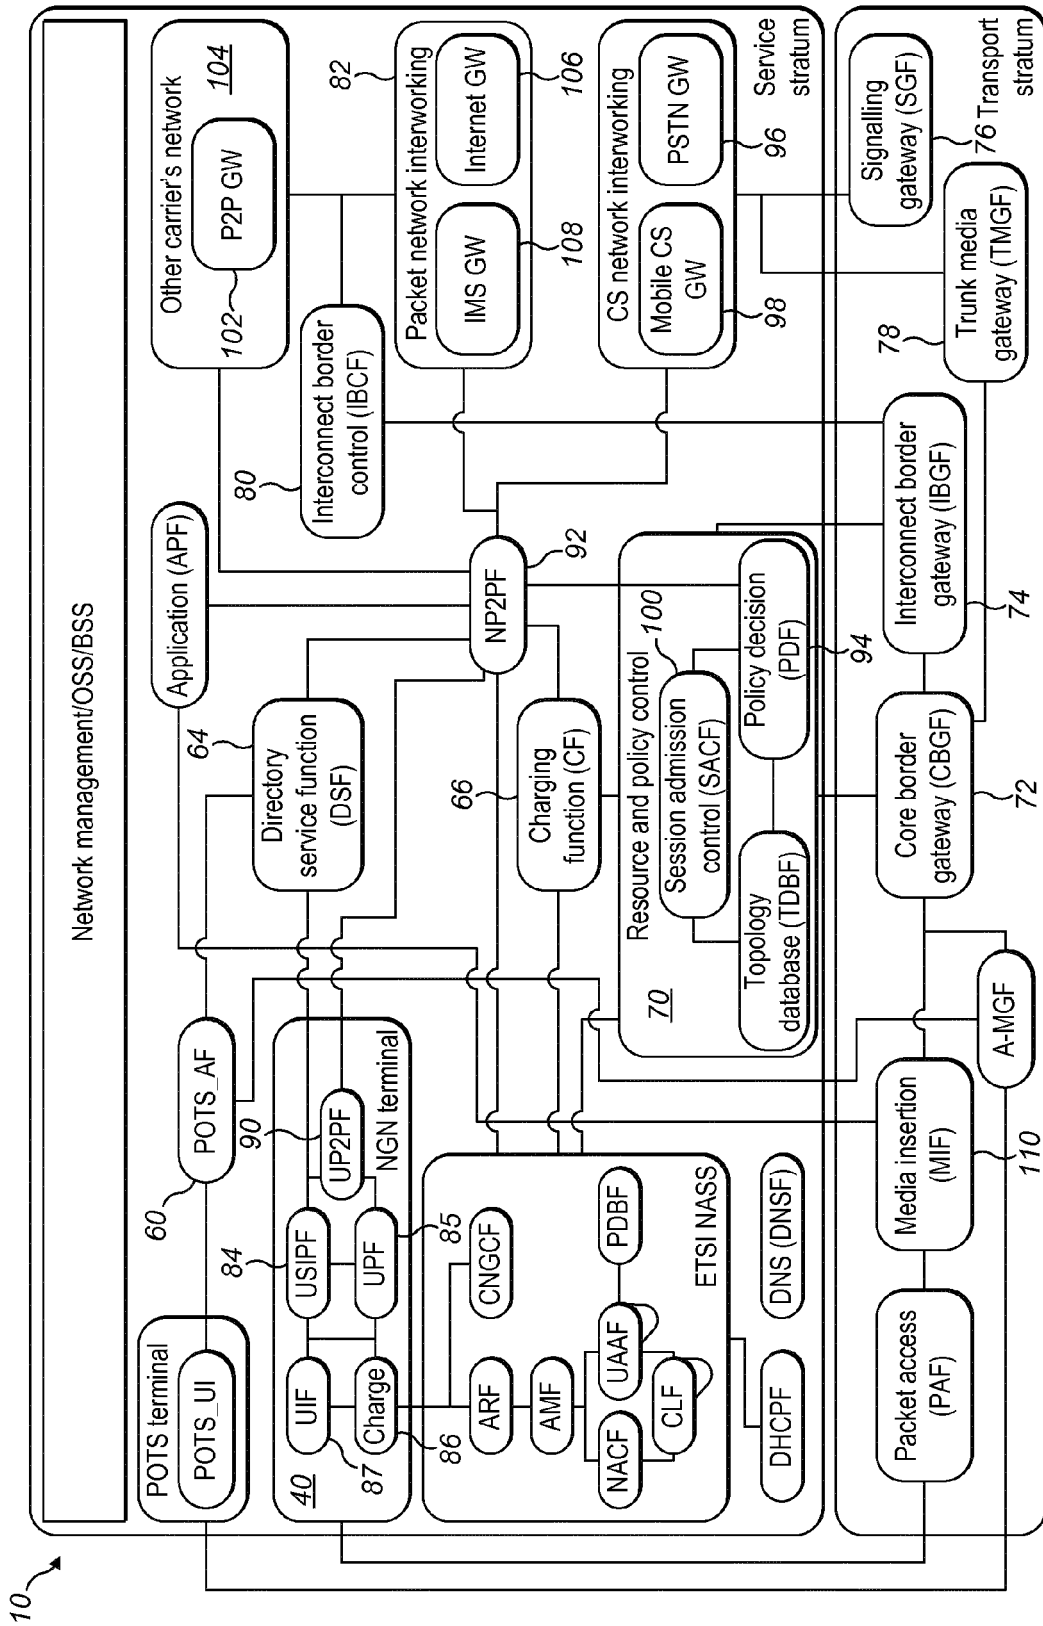 10
Network management/OSS/BSS
POTS terminal
POTS_UI
60
POTS_AF
Application (APF)
Other carrier's network
104
P2P GW
102
40
UIF
87
Charge
86
84
USIPF
UPF
85
90
UP2PF
NGN terminal
64
Directory
service function
(DSF)
80
Interconnect border
control (IBCF)
82
Packet network interworking
IMS GW
108
Internet GW
106
NP2PF
92
ARF
AMF
NACF
CLF
UAAF
PDBF
CNGCF
ETSI NASS
66
Charging
function (CF)
CS network interworking
Mobile CS
GW
98
PSTN GW
96
70
Resource and policy control
100
Session admission
control (SACF)
Topology
database (TDBF)
Policy decision
(PDF)
94
DHCPF
DNS (DNSF)
Service
stratum
Packet access
(PAF)
Media insertion
(MIF)
110
A-MGF
Core border
gateway (CBGF)
72
Interconnect border
gateway (IBGF)
74
78
Trunk media
gateway (TMGF)
Signalling
gateway (SGF)
76
Transport
stratum